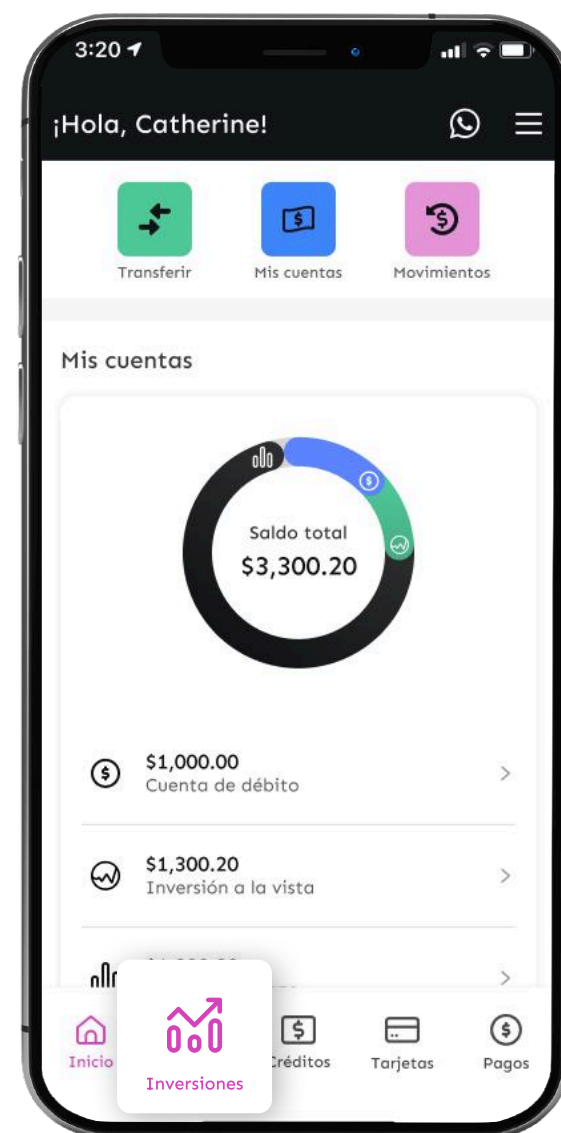 3:20
¡Hola, Catherine!
Transferir Mis cuentas Movimientos
Mis cuentas
Saldo total
$3,300.20
$1,000.00
Cuenta de débito
$1,300.20
Inversión a la vista
Inicio
Inversiones
Créditos
Tarjetas
Pagos